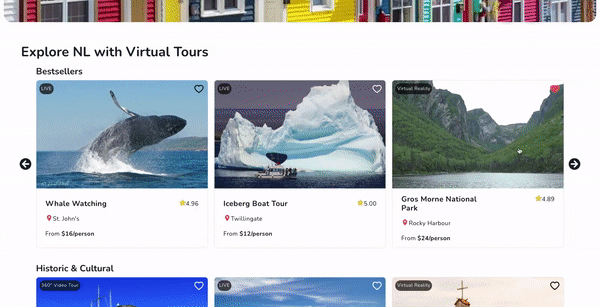 Explore NL with Virtual Tours
Bestsellers
LIVE
LIVE
Virtual Reality
Whale Watching
4.96
St. John's
From $16/person
Iceberg Boat Tour
5.00
Twillingate
From $12/person
Gros Morne National
Park
4.89
Rocky Harbour
From $24/person
Historic & Cultural
360° Video Tour
LIVE
Virtual Reality